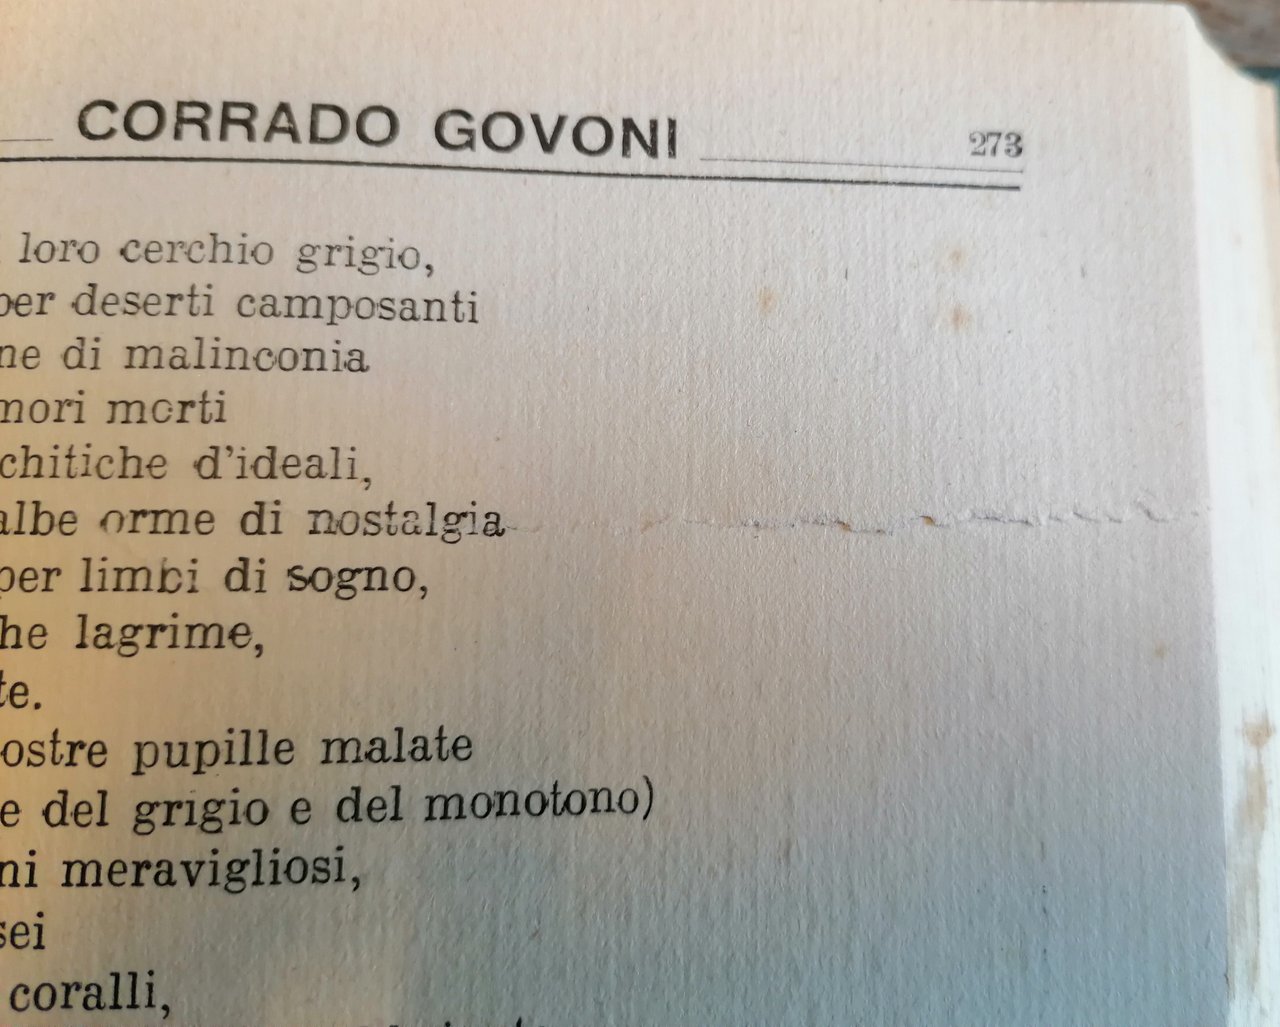 CORRADO GOVONI 273
loro cerchio grigio,
per deserti camposanti
ne di malinconia
mori morti
chitiche d'ideali,
albe orme di nostalgia
per limbi di sogno,
he lagrime,
te.
ostre pupille malate
e del grigio e del monotono)
ni meravigliosi,
sei
coralli,